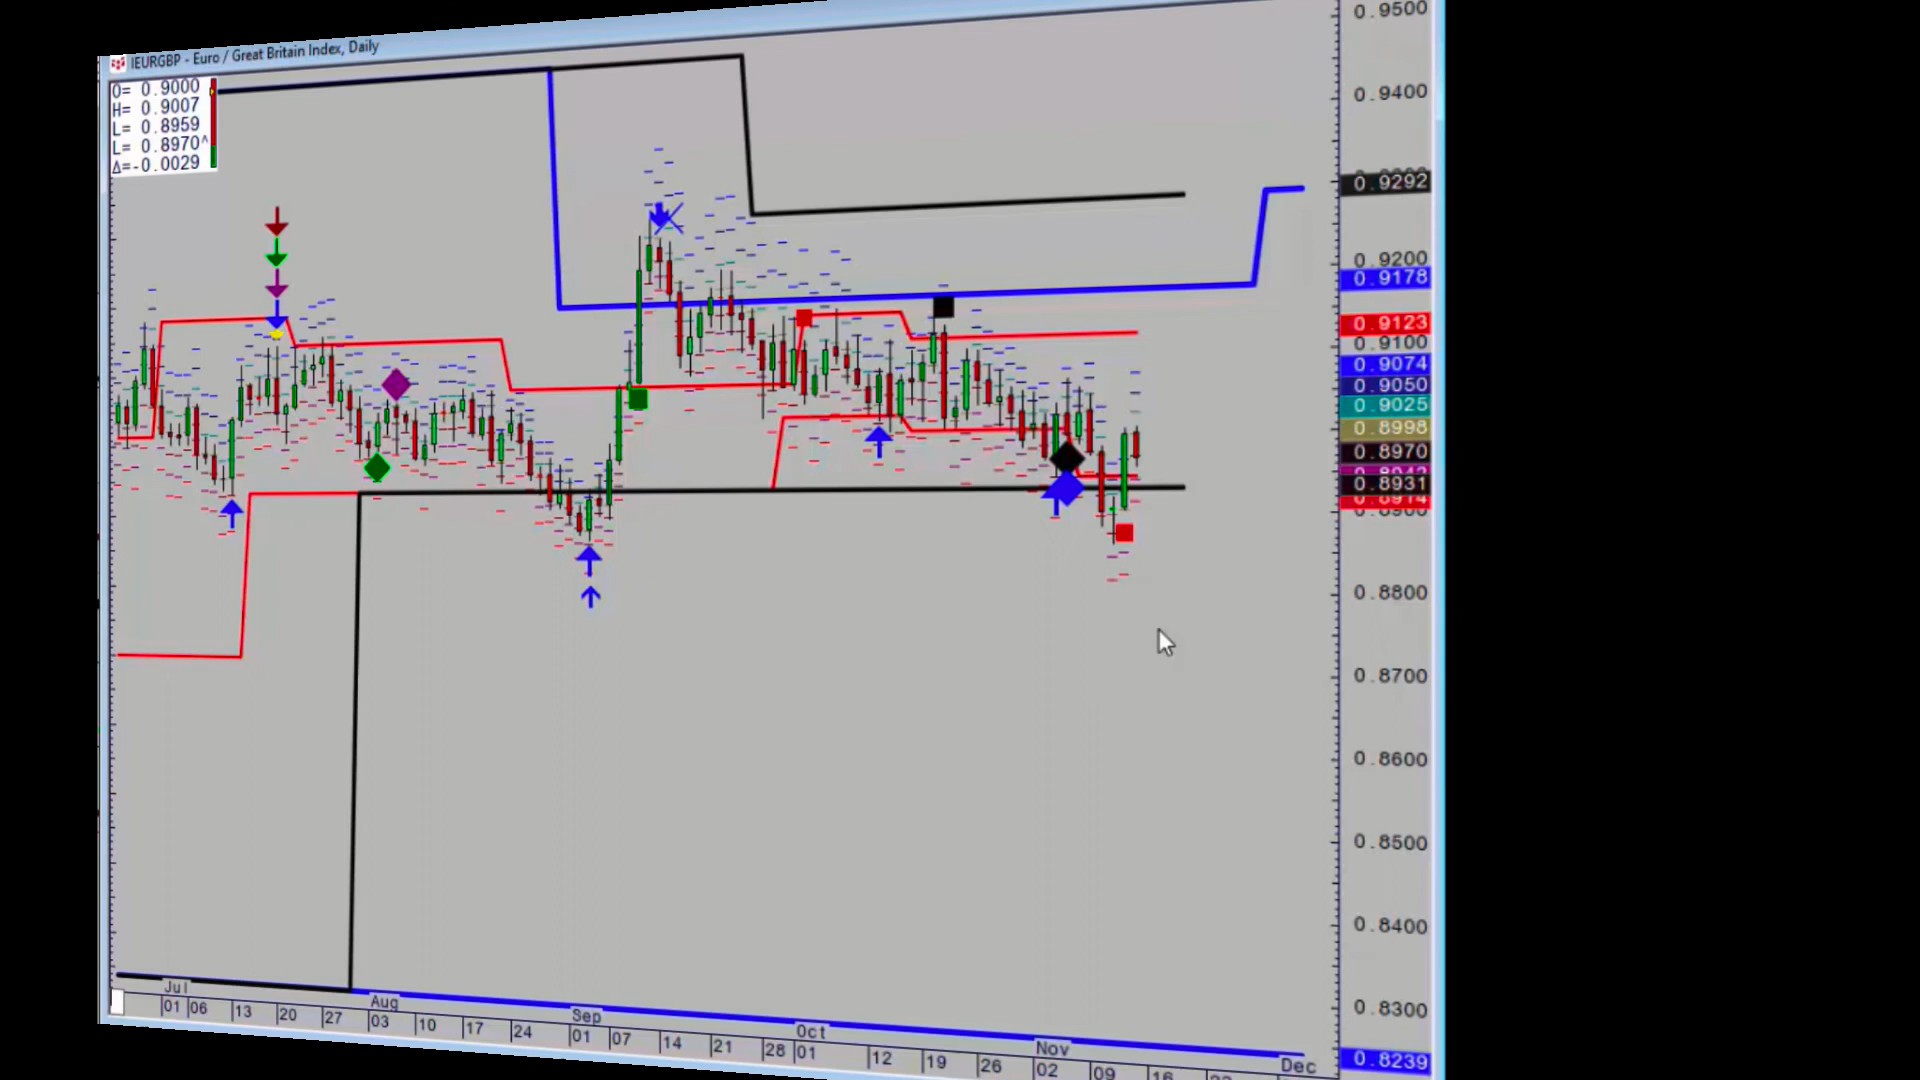 IEURGBP - Euro / Great Britain Index, Daily
O= 0.9000
H= 0.9007
L= 0.8959
L= 0.8970^
Δ=-0.0029
0.9500
0.9400
0.9292
0.9200
0.9178
0.9123
0.9100
0.9074
0.9050
0.9025
0.8998
0.8970
0.8931
0.8800
0.8700
0.8600
0.8500
0.8400
0.8300
0.8239
Jul Aug Sep Oct Nov Dec
01 06 13 20 27 03 10 17 24 01 07 14 21 28 01 12 19 26 02 09 16